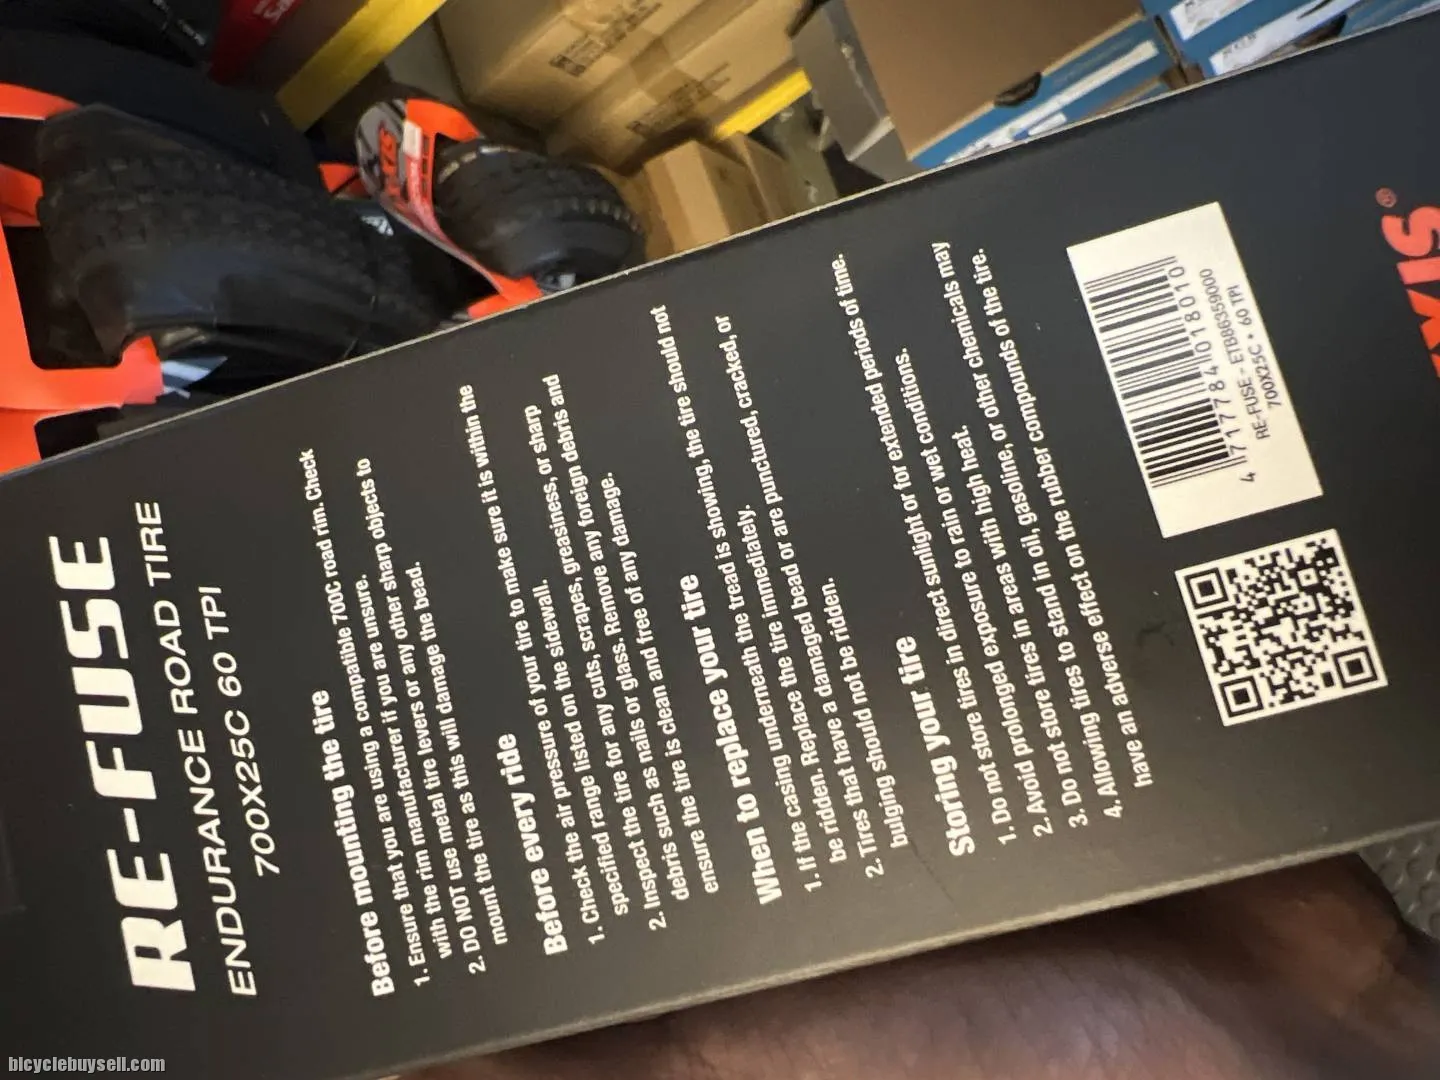 RE-FUSE
ENDURANCE ROAD TIRE
700X25C 60 TPI
Before mounting the tire
1. Ensure that you are using a compatible 700C road rim. Check
with the rim manufacturer if you are unsure.
2. DO NOT use metal tire levers or any other sharp objects to
mount the tire as this will damage the bead.
Before every ride
1. Check the air pressure of your tire to make sure it is within the
specified range listed on the sidewall.
2. Inspect the tire for any cuts, scrapes, greasiness, or sharp
debris such as nails or glass. Remove any foreign debris and
ensure the tire is clean and free of any damage.
When to replace your tire
1. If the casing underneath the tread is showing, the tire should not
be ridden. Replace the tire immediately.
2. Tires that have a damaged bead or are punctured, cracked, or
bulging should not be ridden.
Storing your tire
1. Do not store tires in direct sunlight or for extended periods of time.
2. Avoid prolonged exposure to rain or wet conditions.
3. Do not store tires in areas with high heat.
4. Allowing tires to stand in oil, gasoline, or other chemicals may
have an adverse effect on the rubber compounds of the tire.
4 717784 018010
RE-FUSE - ETB86359000
700X25C • 60 TPI
XIS®
bicyclebuysell.com